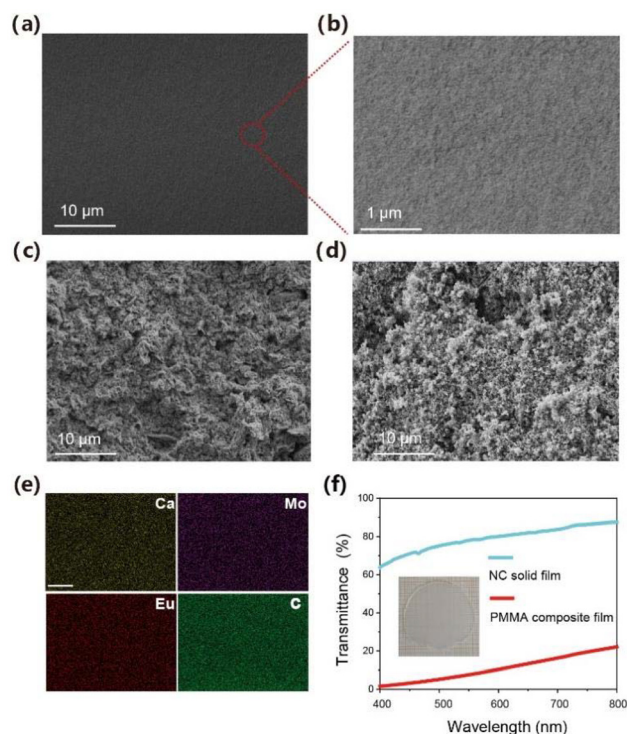 (a)
(b)
10 μm
1 μm
(c)
(d)
10 μm
10 μm
(e)
Ca
Mo
Eu
C
(f)
100
80
60
40
20
0
Transmittance (%)
NC solid film
PMMA composite film
400 500 600 700 800
Wavelength (nm)